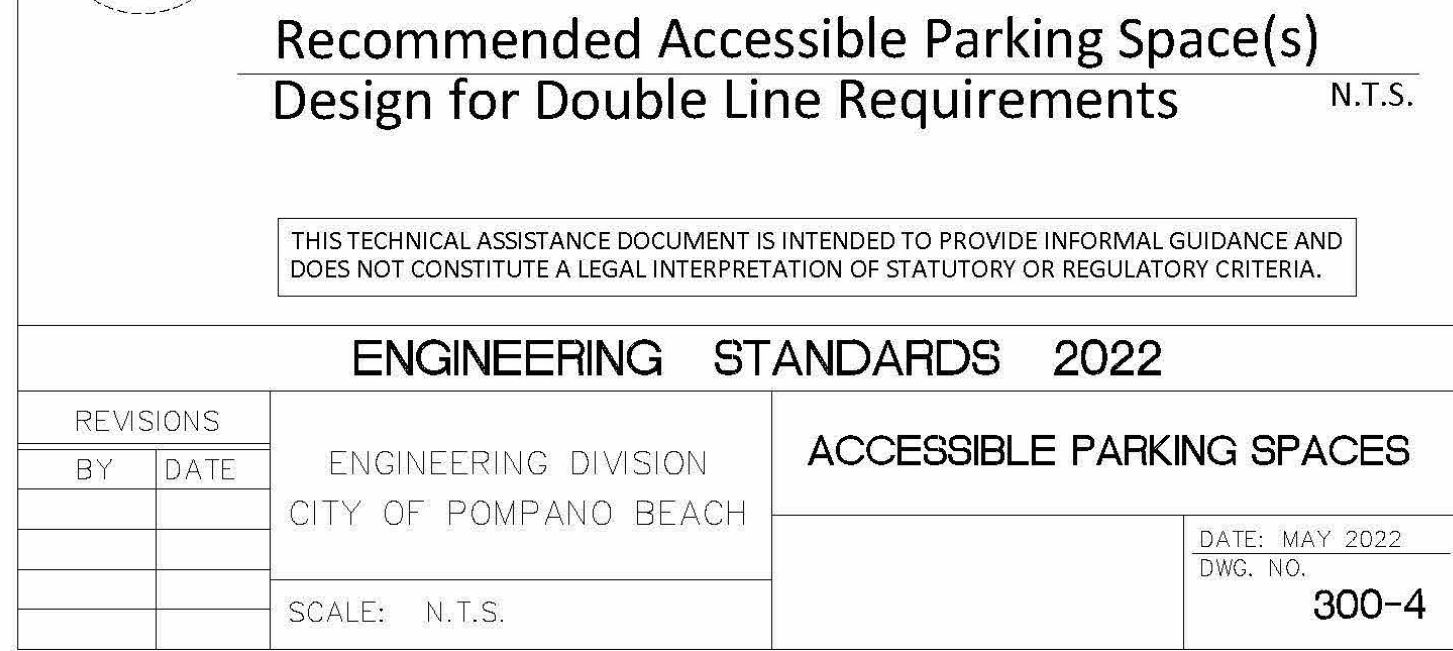 Recommended Accessible Parking Space(s)
Design for Double Line Requirements
N.T.S.
THIS TECHNICAL ASSISTANCE DOCUMENT IS INTENDED TO PROVIDE INFORMAL GUIDANCE AND
DOES NOT CONSTITUTE A LEGAL INTERPRETATION OF STATUTORY OR REGULATORY CRITERIA.
ENGINEERING STANDARDS 2022
REVISIONS
BY DATE
ENGINEERING DIVISION
CITY OF POMPANO BEACH
SCALE: N.T.S.
ACCESSIBLE PARKING SPACES
DATE: MAY 2022
DWG. NO.
300-4